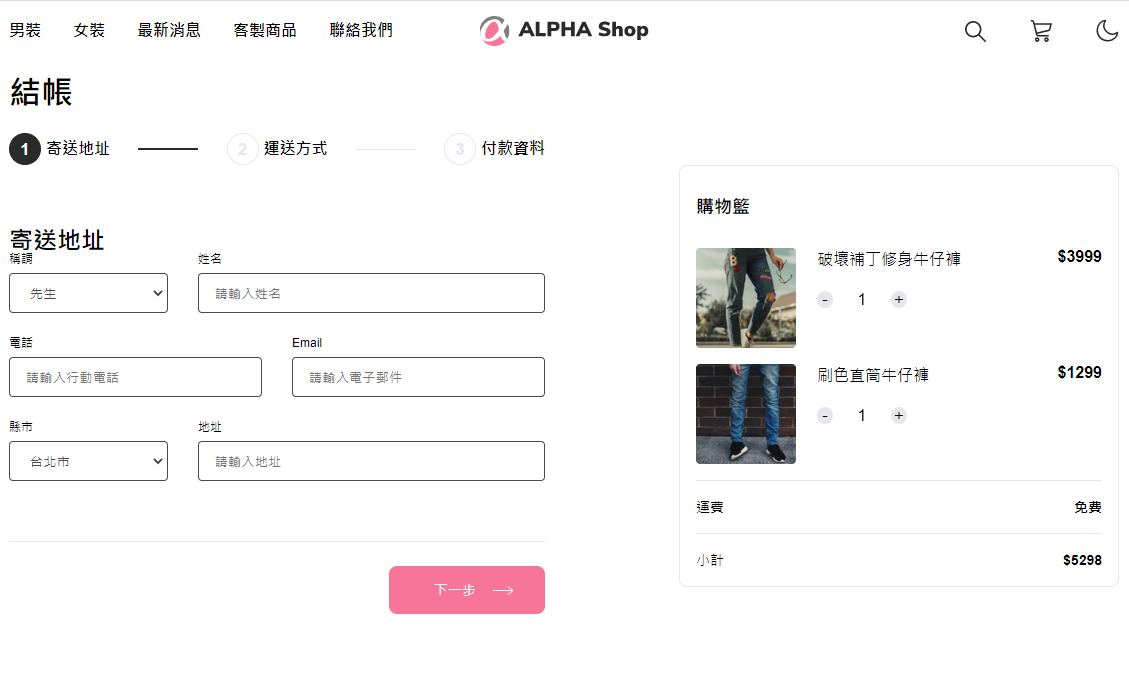 男裝 女裝 最新消息 客製商品 聯絡我們 ALPHA Shop
結帳
1 寄送地址 2 運送方式 3 付款資料
寄送地址
稱謂 姓名
先生 請輸入姓名
電話 Email
請輸入行動電話 請輸入電子郵件
縣市 地址
台北市 請輸入地址
下一步
購物籃
破壞補丁修身牛仔褲 $3999
- 1 +
刷色直筒牛仔褲 $1299
- 1 +
運費 免費
小計 $5298